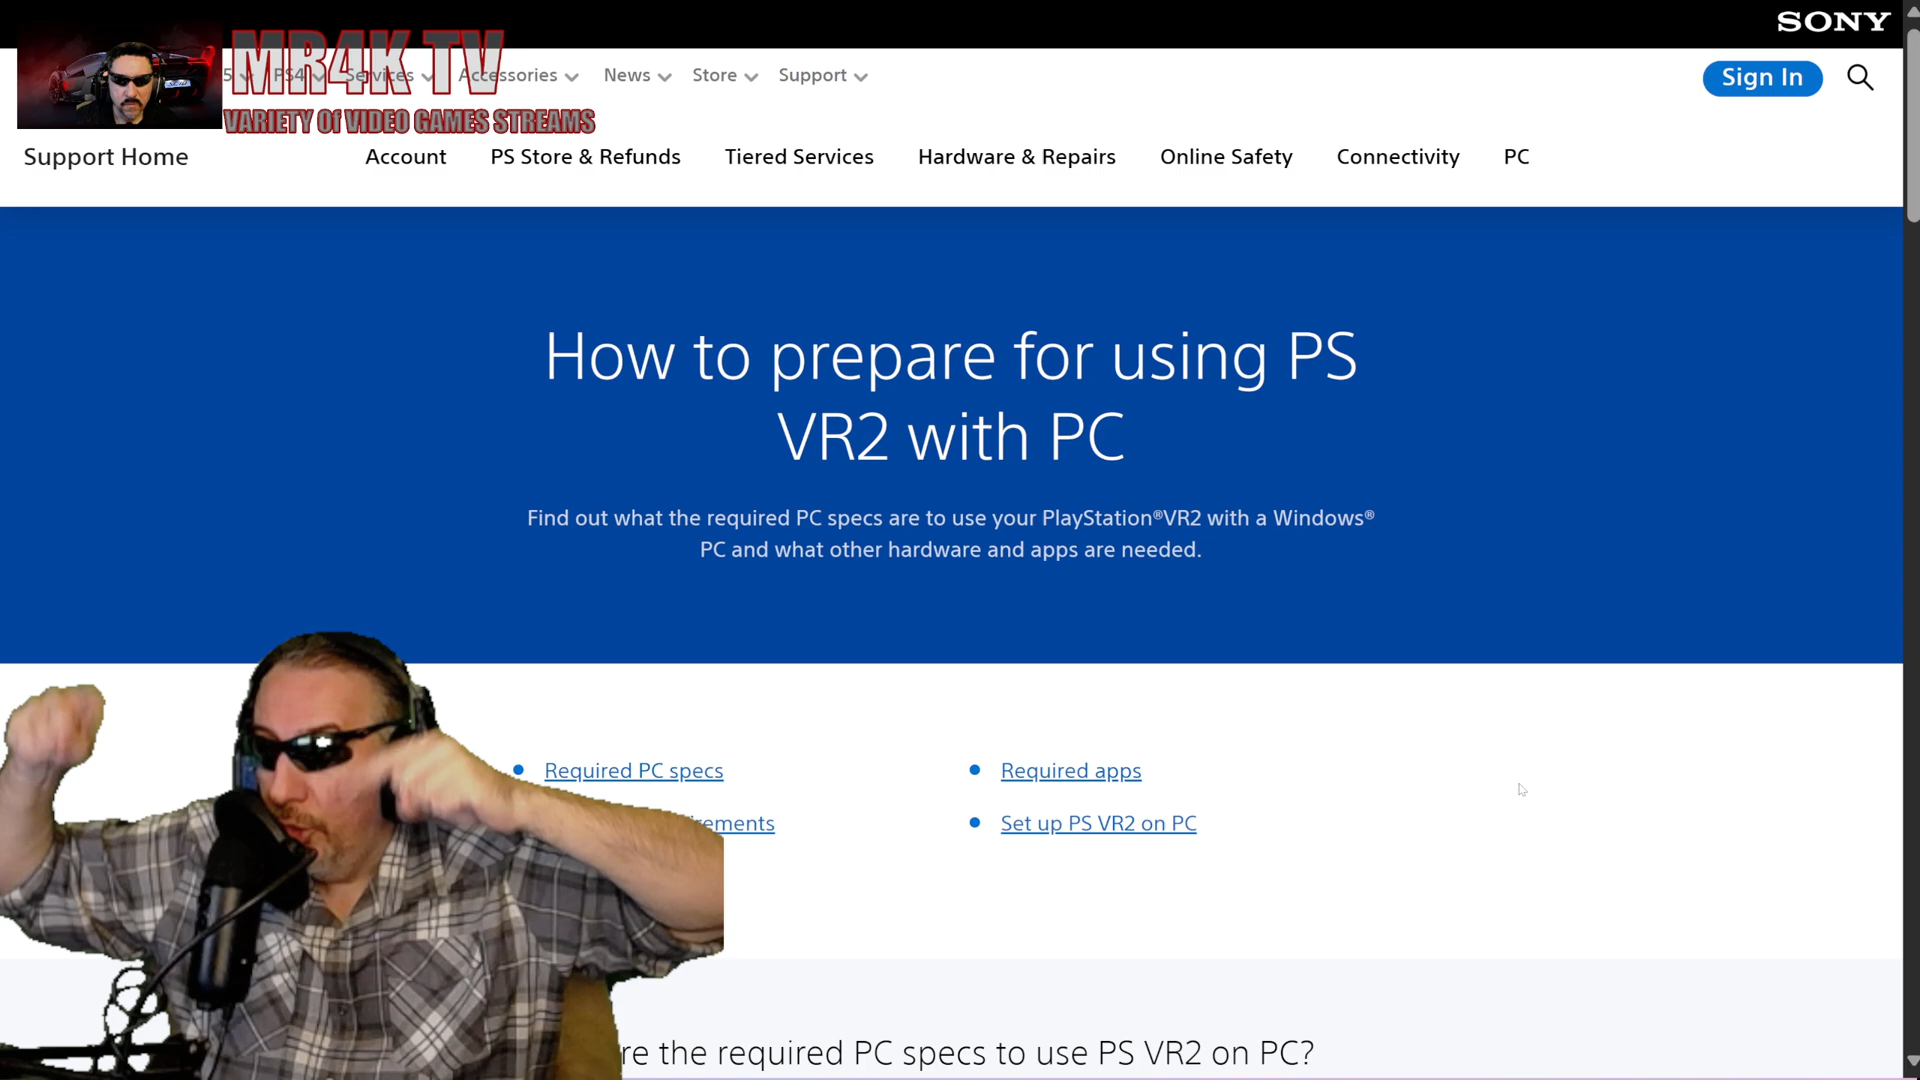 SONY
MR4K TV
VARIETY Of VIDEO GAMES STREAMS
5 PS4 Services Accessories News Store Support
Sign In
Support Home Account PS Store & Refunds Tiered Services Hardware & Repairs Online Safety Connectivity PC
How to prepare for using PS
VR2 with PC
Find out what the required PC specs are to use your PlayStation®VR2 with a Windows®
PC and what other hardware and apps are needed.
Required PC specs
Required apps
Set up PS VR2 on PC
the required PC specs to use PS VR2 on PC?